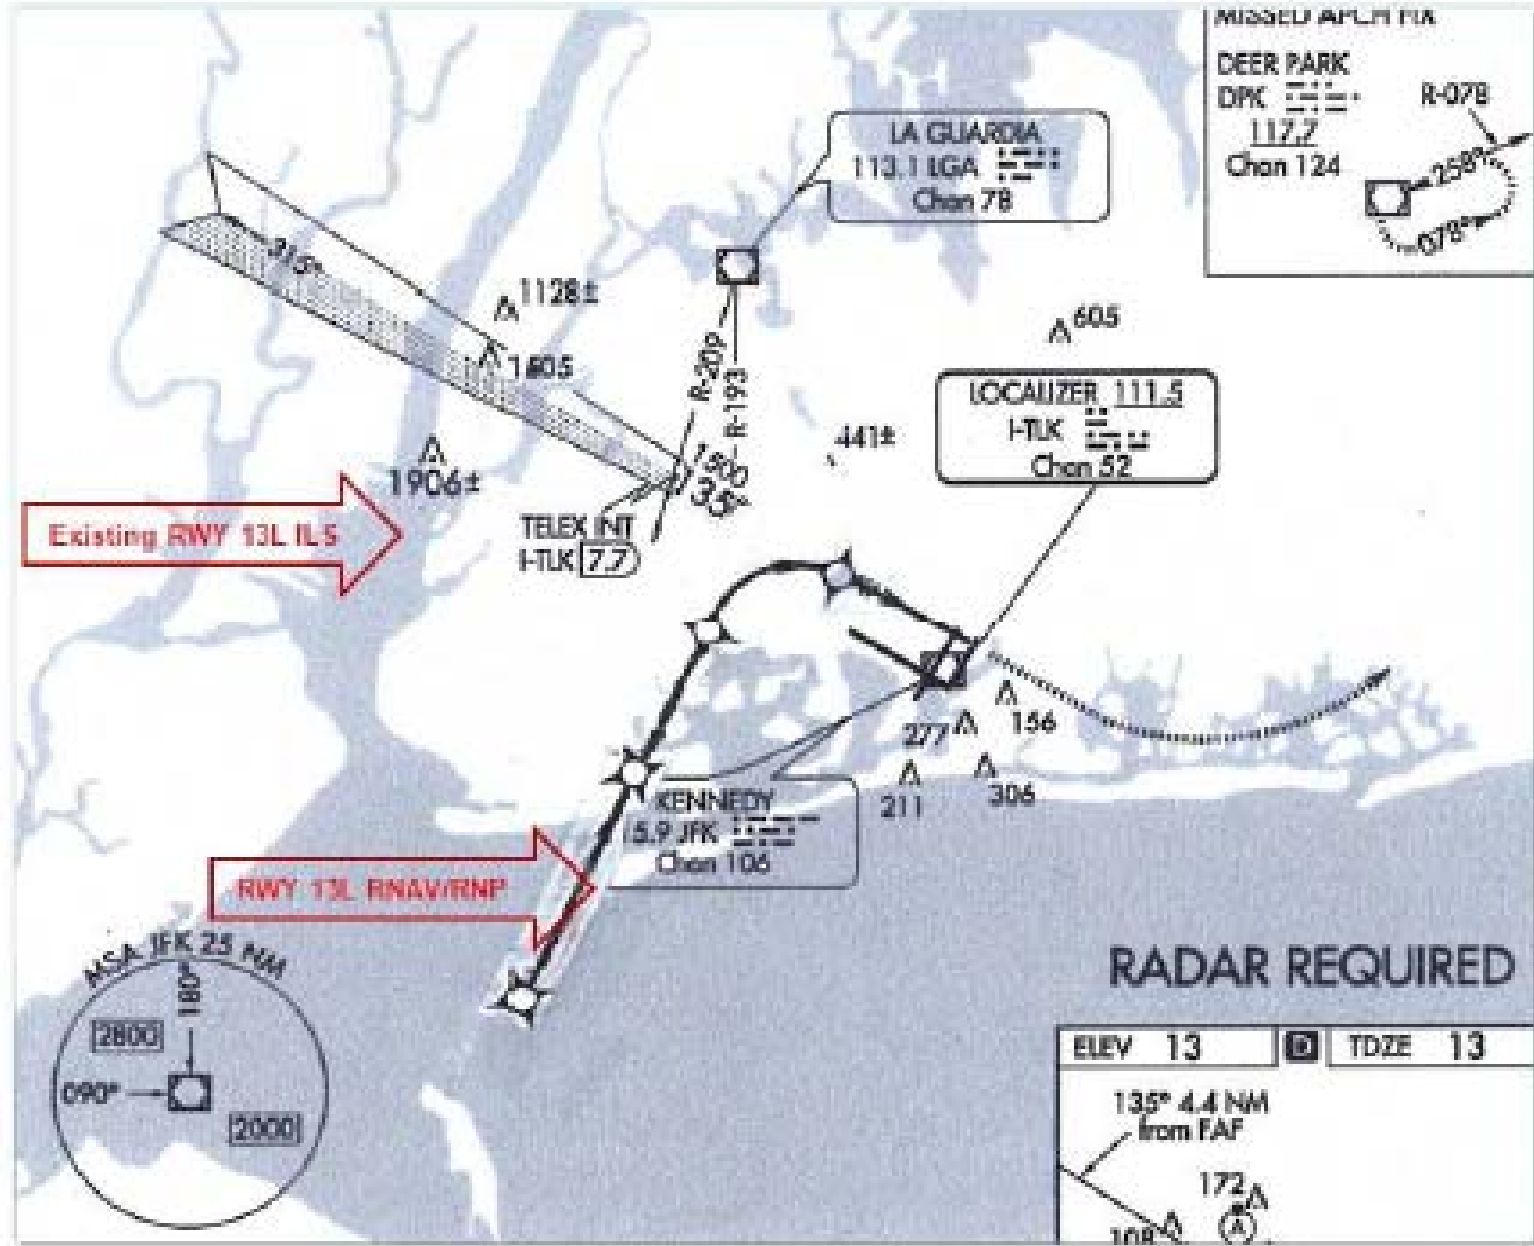 MISSED APCH FIX
DEER PARK
DPK
117.7
Chan 124
R-078
258°
078°
LA GUARDIA
113.1 LGA
Chan 78
315°
1128±
605
R-209
R-193
LOCALIZER 111.5
I-TLK
Chan 52
441±
1906±
1500
Existing RWY 13L ILS
TELEX INT
I-TLK 7.7
277
156
211
306
KENNEDY
5.9 JFK
Chan 106
RWY 13L RNAV/RNP
MSA JFK 25 NM
180°
2800
090°
2000
RADAR REQUIRED
ELEV 13
D
TDZE 13
135° 4.4 NM
from FAF
172
A
108